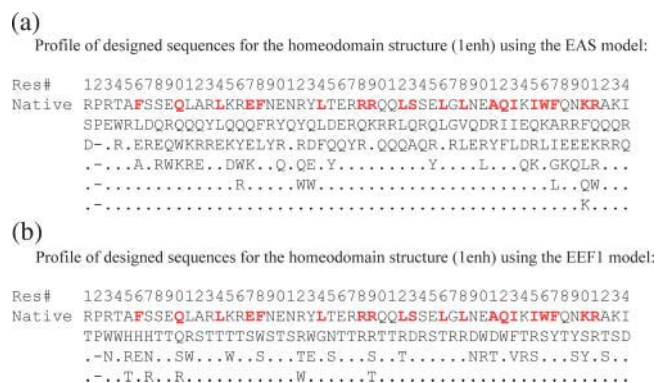 (a)
Profile of designed sequences for the homeodomain structure (1enh) using the EAS model:
Res# 123456789012345678901234567890123456789012345678901234
Native RPRTAFSSEQLARLKREFNENRYLTERRRQQLSSELGLNEAQIKIWFQNKRAKI
SPEWRLDQRQQQYLQQQFRYQYQLDERQKRRLQRQLGVQDRIIEQKARRFQQQR
D-.R.EREQWKRREKYELYR.RDFQQYR.QQQAQR.RLERYFLDRLIEEEKRRQ
.-...A.RWKRE..DWK..Q.QE.Y.......Y...L...QK.GKQLR..
.-.............R.....WW.....................L.QW...
.-..............................................K....
(b)
Profile of designed sequences for the homeodomain structure (1enh) using the EEF1 model:
Res# 123456789012345678901234567890123456789012345678901234
Native RPRTAFSSEQLARLKREFNENRYLTERRRQQLSSELGLNEAQIKIWFQNKRAKI
TPWWHHHTTQRSTTTTSWSTSRWGNTTRRTTRDRSTRRDWDWFTRSYTYSRTSD
.-N.REN..SW...W..S....TE.S...S..T......NRT.VRS...SY.S.
.-..T.R..R............W......T........................